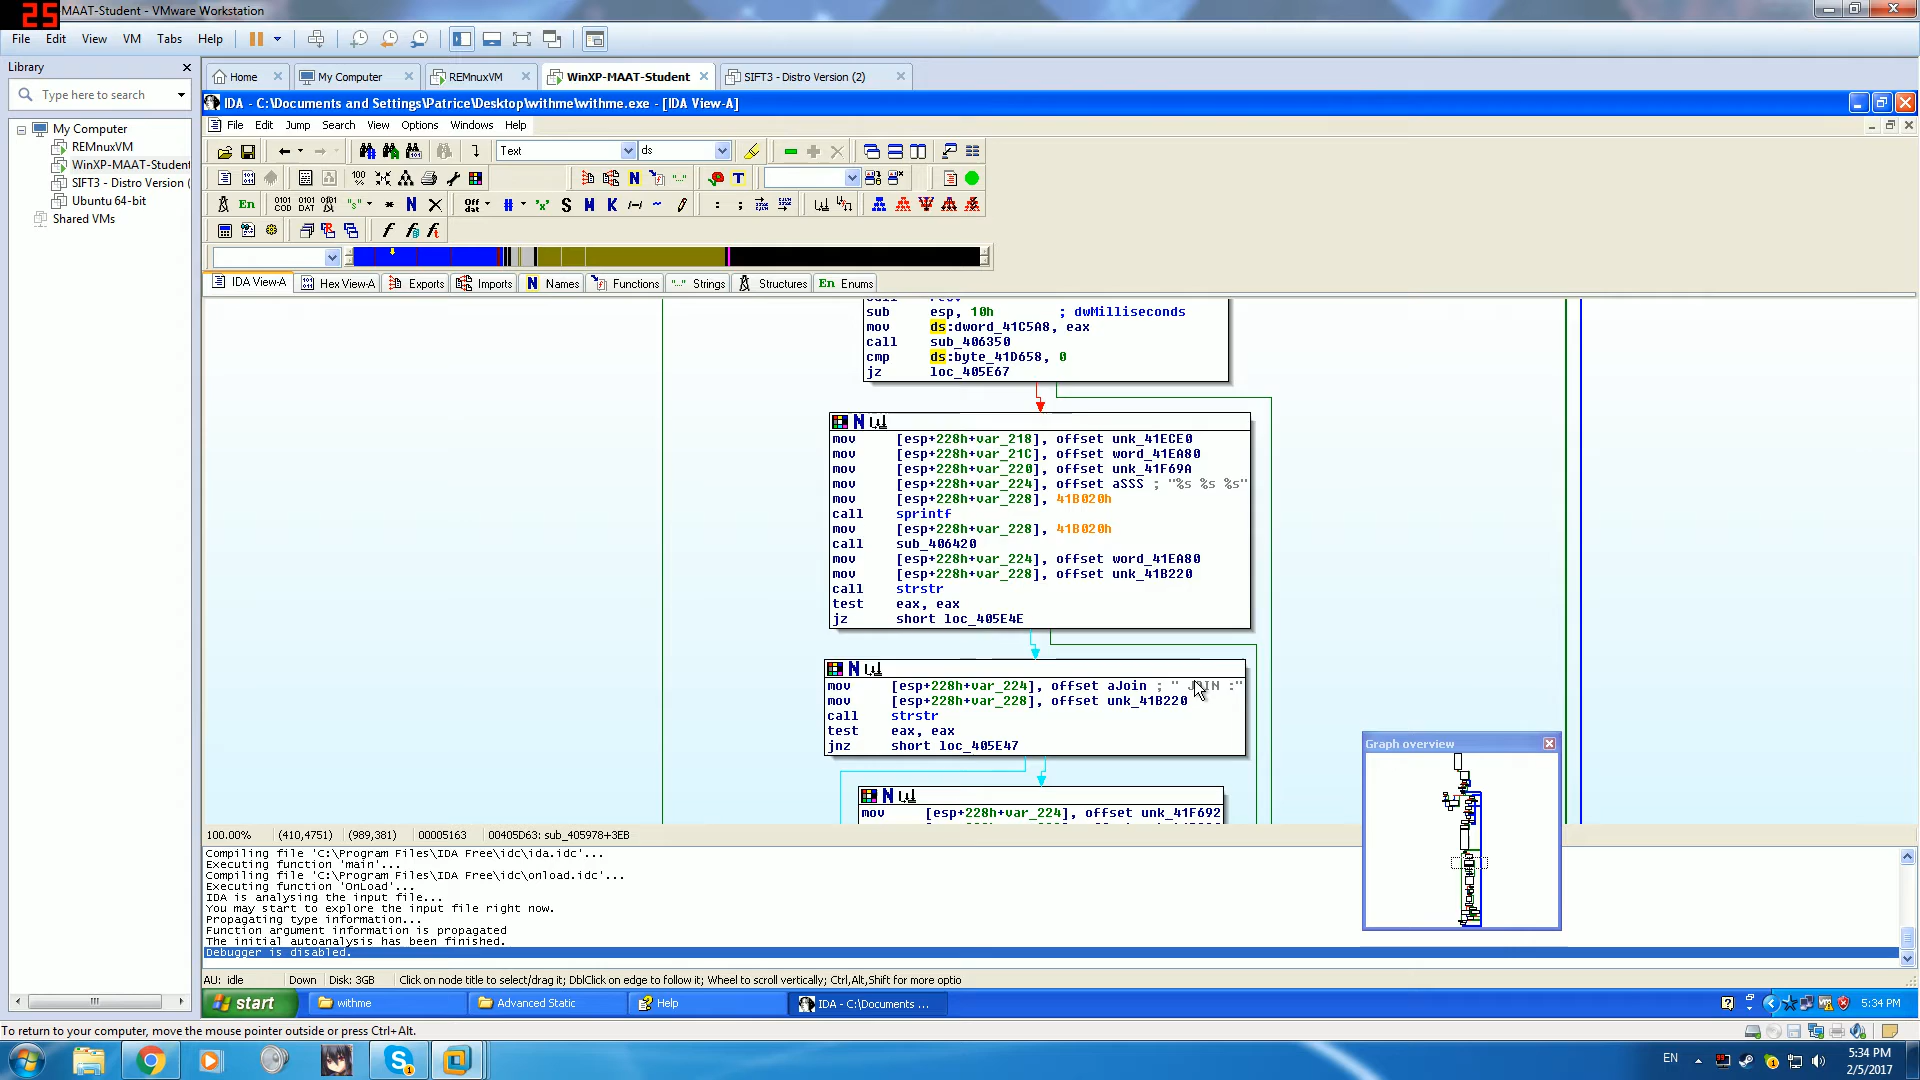 25
MAAT-Student - VMware Workstation
File Edit View VM Tabs Help
Library
Type here to search
My Computer
REMnuxVM
WinXP-MAAT-Student
SIFT3 - Distro Version (
Ubuntu 64-bit
Shared VMs
Home
My Computer
REMnuxVM
WinXP-MAAT-Student
SIFT3 - Distro Version (2)
IDA - C:\Documents and Settings\Patrice\Desktop\withme\withme.exe - [IDA View-A]
File Edit Jump Search View Options Windows Help
Text
ds
IDA View-A
Hex View-A
Exports
Imports
N Names
Functions
Strings
Structures
En Enums
sub esp, 10h ; dwMilliseconds
mov ds:dword_41C5A8, eax
call sub_406350
cmp ds:byte_41D658, 0
jz loc_405E67
mov [esp+228h+var_218], offset unk_41ECE0
mov [esp+228h+var_21C], offset word_41EA80
mov [esp+228h+var_220], offset unk_41F69A
mov [esp+228h+var_224], offset aSSS ; "%s %s %s"
mov [esp+228h+var_228], 41B020h
call sprintf
mov [esp+228h+var_228], 41B020h
call sub_406420
mov [esp+228h+var_224], offset word_41EA80
mov [esp+228h+var_228], offset unk_41B220
call strstr
test eax, eax
jz short loc_405E4E
mov [esp+228h+var_224], offset aJoin ; " JOIN :"
mov [esp+228h+var_228], offset unk_41B220
call strstr
test eax, eax
jnz short loc_405E47
mov [esp+228h+var_224], offset unk_41F692
Graph overview
100.00% (410,4751) (989,381) 00005163 00405D63: sub_405978+3EB
Compiling file 'C:\Program Files\IDA Free\idc\ida.idc'...
Executing function 'main'...
Compiling file 'C:\Program Files\IDA Free\idc\onload.idc'...
Executing function 'OnLoad'...
IDA is analysing the input file...
You may start to explore the input file right now.
Propagating type information...
Function argument information is propagated
The initial autoanalysis has been finished.
Debugger is disabled.
AU: idle Down Disk: 3GB Click on node title to select/drag it; DblClick on edge to follow it; Wheel to scroll vertically; Ctrl,Alt,Shift for more optio
start
withme
Advanced Static
Help
IDA - C:\Documents ...
5:34 PM
To return to your computer, move the mouse pointer outside or press Ctrl+Alt.
EN
5:34 PM
2/5/2017